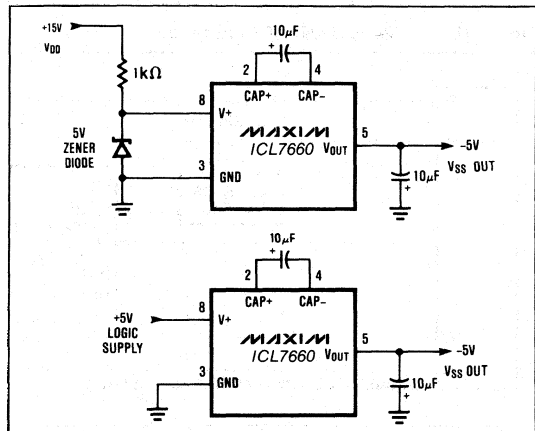 +15V
VDD
1kΩ
5V
ZENER
DIODE
10μF
+
2
4
CAP+
CAP-
8
V+
MAXIM
ICL7660
3
GND
5
VOUT
-5V
VSS OUT
10μF
+
10μF
+
2
4
CAP+
CAP-
8
V+
+5V
LOGIC
SUPPLY
MAXIM
ICL7660
3
GND
5
VOUT
-5V
VSS OUT
10μF
+